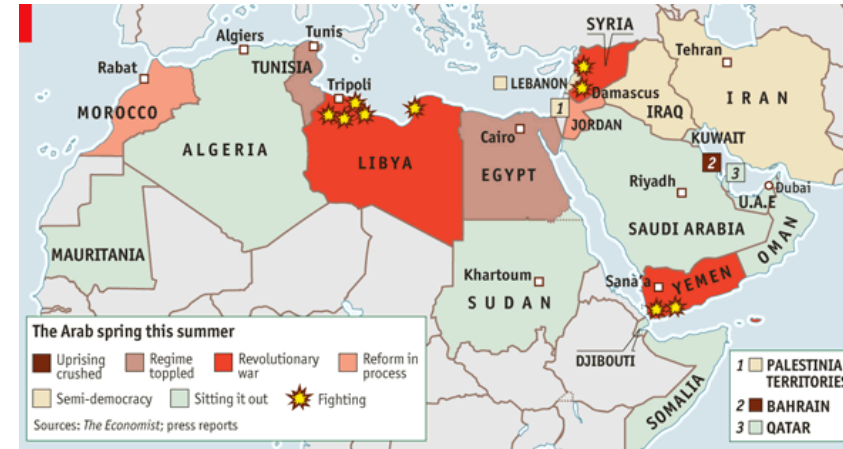 SYRIA
Tunis
Algiers
Tehran
Rabat
TUNISIA
Tripoli
LEBANON
Damascus
IRAQ
IRAN
MOROCCO
1
JORDAN
ALGERIA
Cairo
KUWAIT
LIBYA
EGYPT
2
3
Riyadh
Dubai
U.A.E
SAUDI ARABIA
OMAN
MAURITANIA
Khartoum
Sanà'a
YEMEN
SUDAN
DJIBOUTI
SOMALIA
The Arab spring this summer
Uprising crushed
Regime toppled
Revolutionary war
Reform in process
Semi-democracy
Sitting it out
Fighting
Sources: The Economist; press reports
1 PALESTINIA
TERRITORIES
2 BAHRAIN
3 QATAR